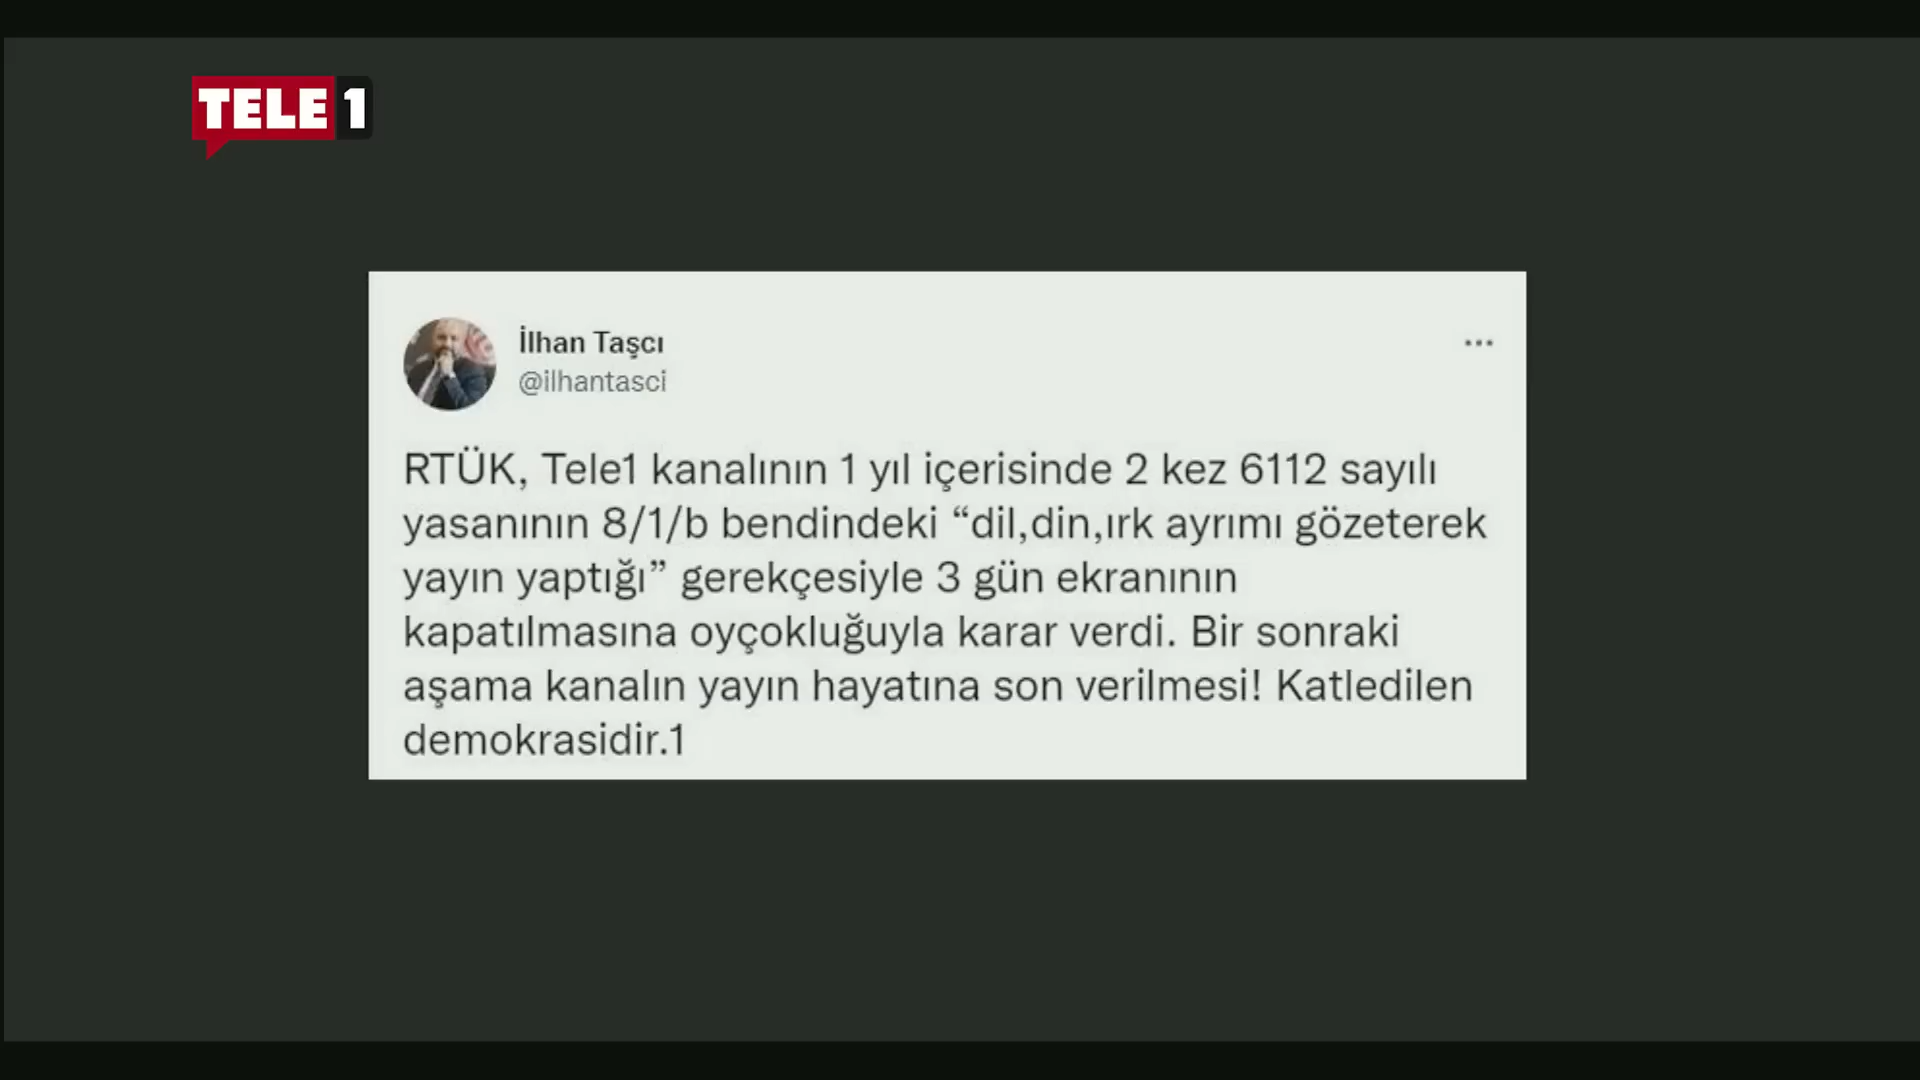 TELE 1
İlhan Taşcı
@ilhantasci
RTÜK, Tele1 kanalının 1 yıl içerisinde 2 kez 6112 sayılı
yasanının 8/1/b bendindeki “dil,din,ırk ayrımı gözeterek
yayın yaptığı” gerekçesiyle 3 gün ekranının
kapatılmasına oyçokluğuyla karar verdi. Bir sonraki
aşama kanalın yayın hayatına son verilmesi! Katledilen
demokrasidir.1